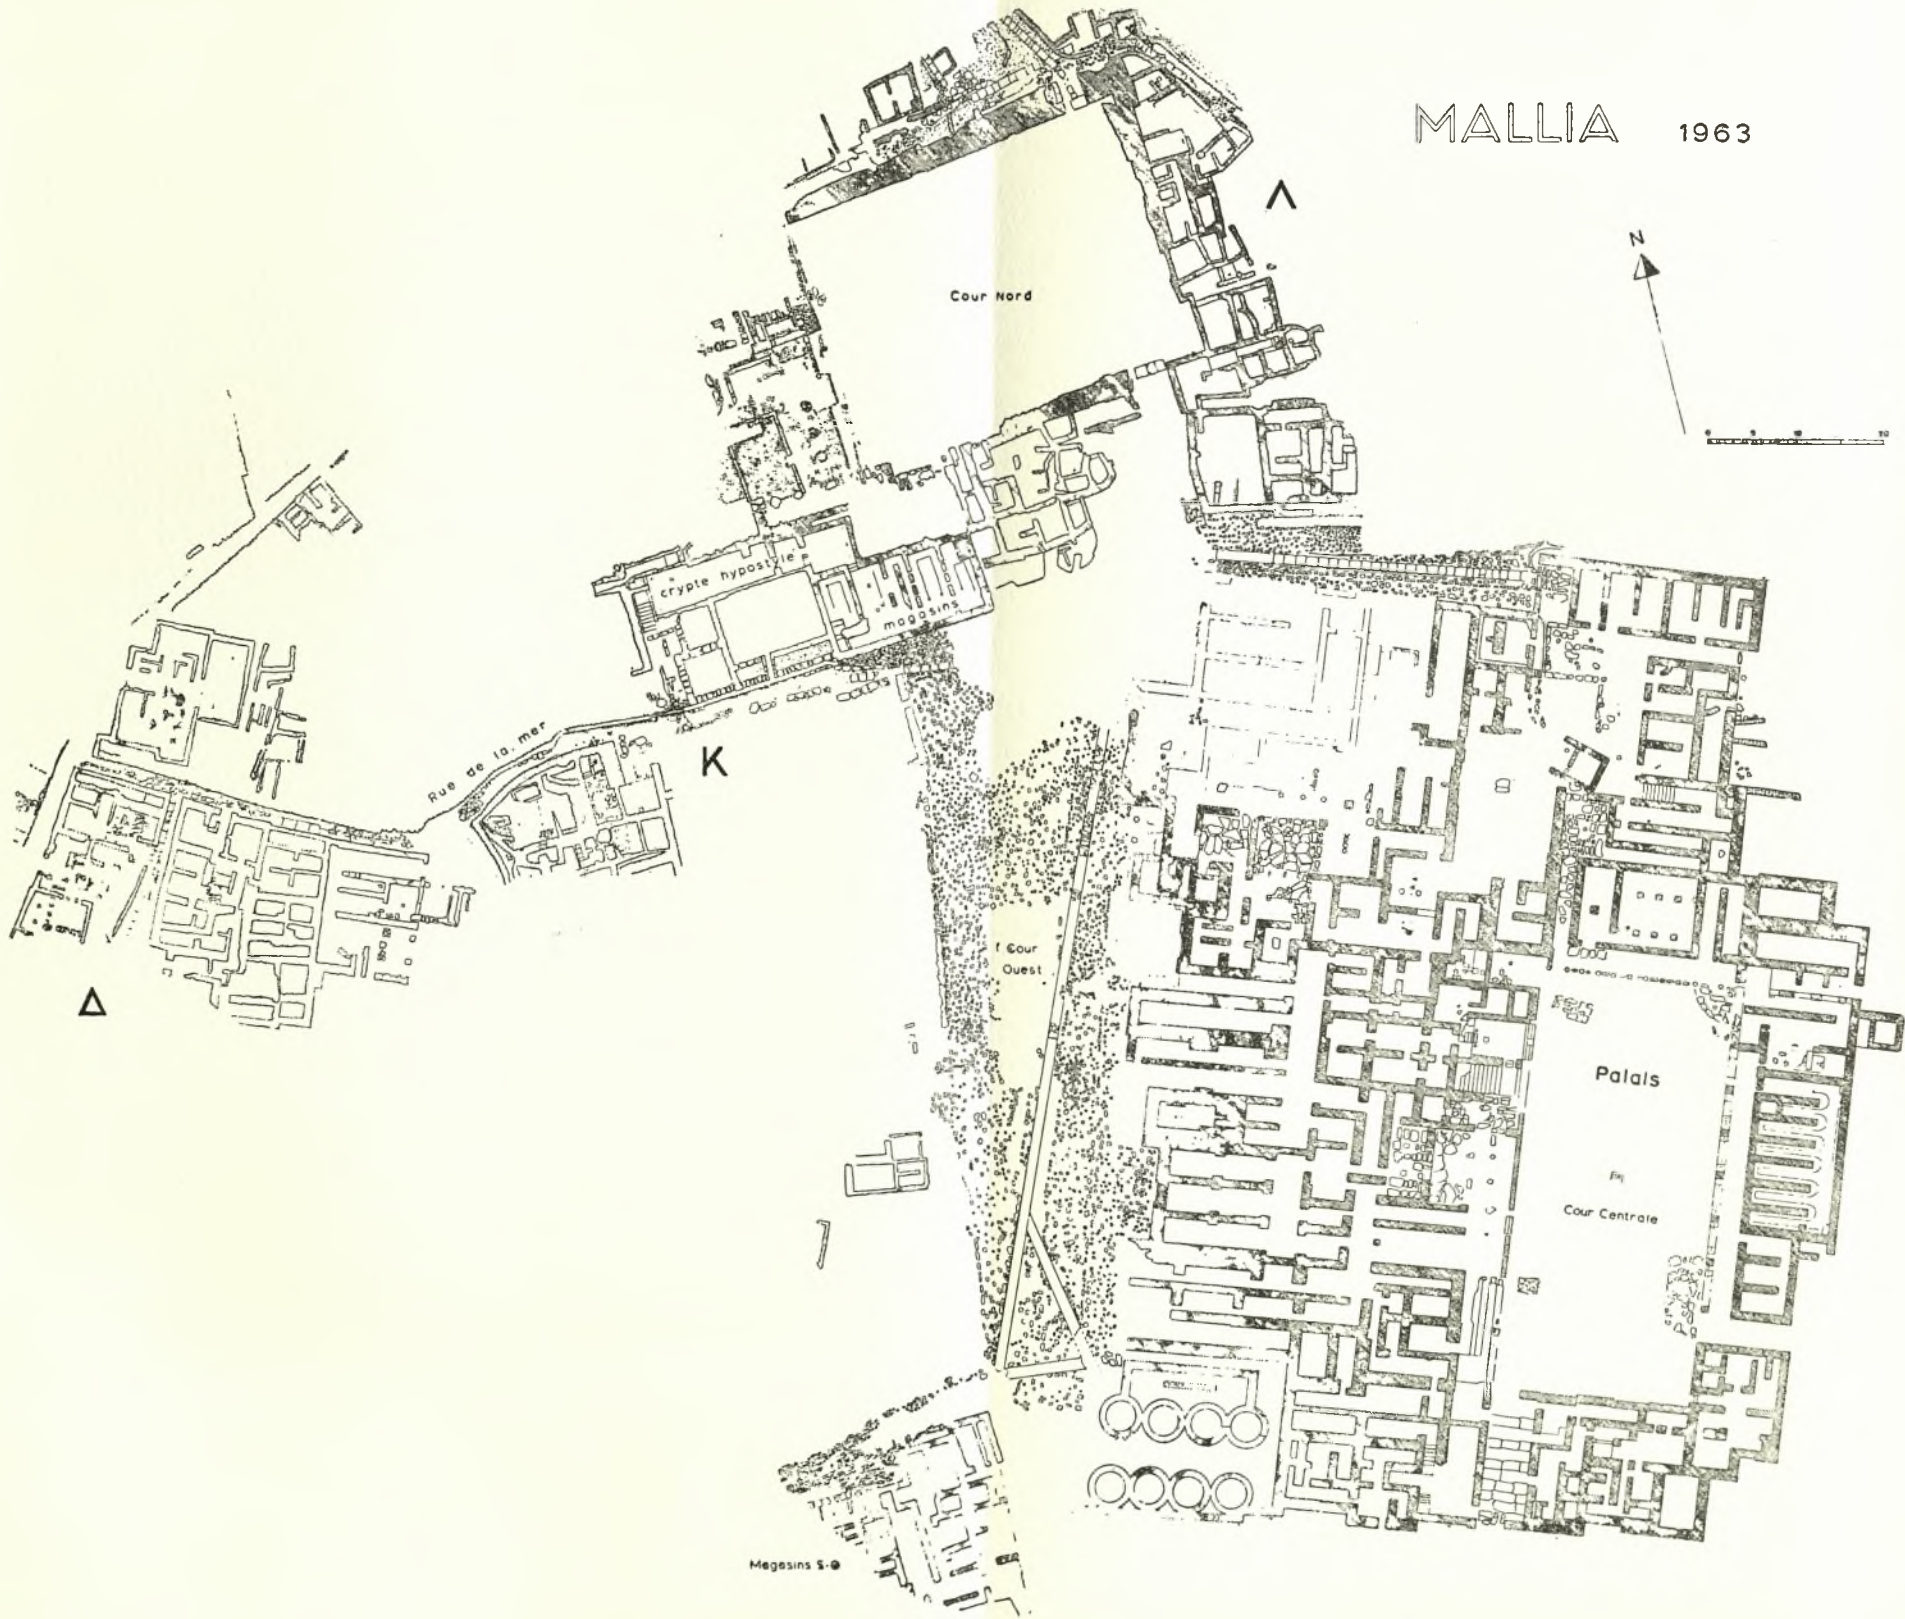 MALLIA 1963
Λ
N
Cour Nord
crypte hypostyle
magasins
Rue de la mer
K
Cour
Ouest
Δ
Palais
Cour Centrale
Magasins S-O